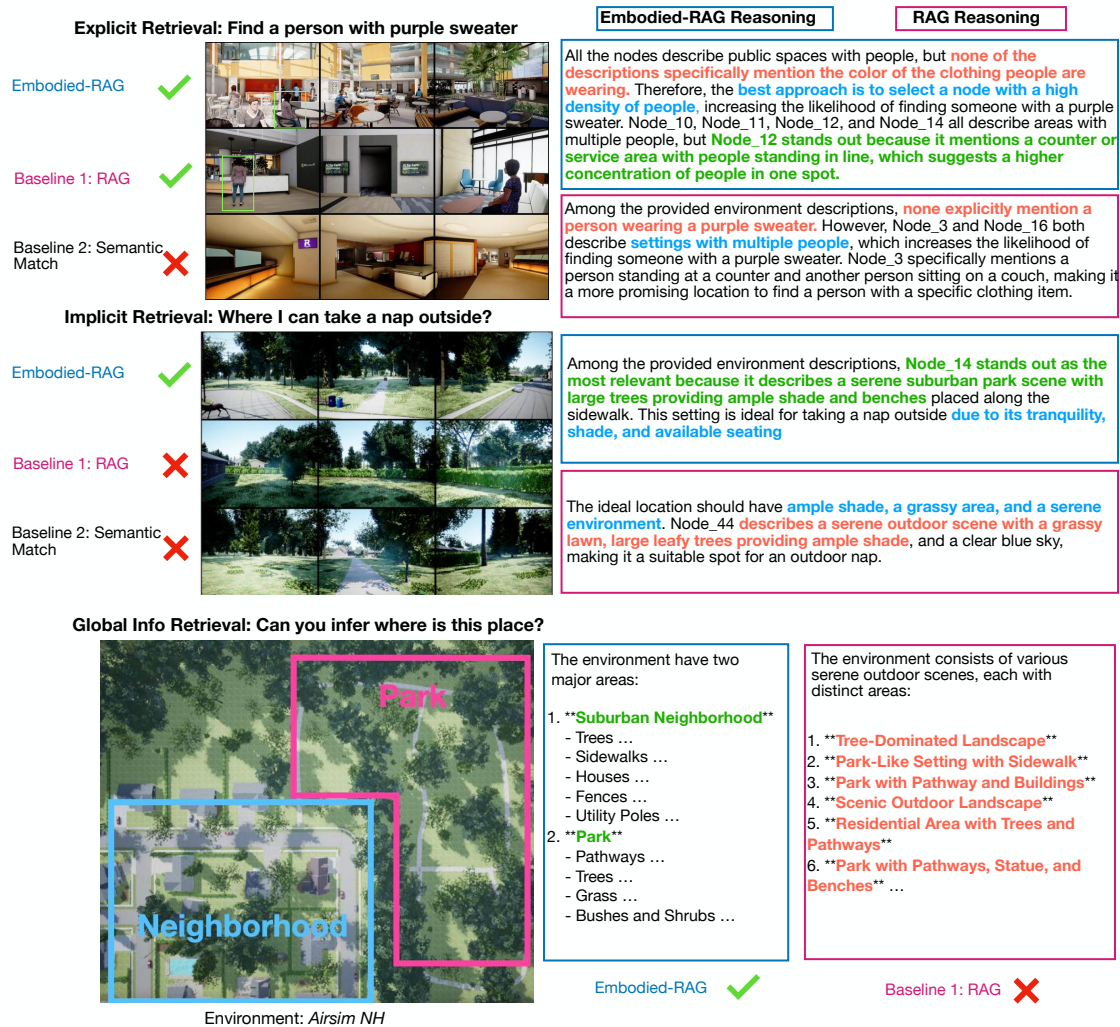 Embodied-RAG Reasoning
RAG Reasoning
Explicit Retrieval: Find a person with purple sweater
Embodied-RAG
Baseline 1: RAG
Baseline 2: Semantic
Match
R
All the nodes describe public spaces with people, but none of the
descriptions specifically mention the color of the clothing people are
wearing. Therefore, the best approach is to select a node with a high
density of people, increasing the likelihood of finding someone with a purple
sweater. Node_10, Node_11, Node_12, and Node_14 all describe areas with
multiple people, but Node_12 stands out because it mentions a counter or
service area with people standing in line, which suggests a higher
concentration of people in one spot.
Among the provided environment descriptions, none explicitly mention a
person wearing a purple sweater. However, Node_3 and Node_16 both
describe settings with multiple people, which increases the likelihood of
finding someone with a purple sweater. Node_3 specifically mentions a
person standing at a counter and another person sitting on a couch, making it
a more promising location to find a person with a specific clothing item.
Implicit Retrieval: Where I can take a nap outside?
Embodied-RAG
Baseline 1: RAG
Baseline 2: Semantic
Match
Among the provided environment descriptions, Node_14 stands out as the
most relevant because it describes a serene suburban park scene with
large trees providing ample shade and benches placed along the
sidewalk. This setting is ideal for taking a nap outside due to its tranquility,
shade, and available seating
The ideal location should have ample shade, a grassy area, and a serene
environment. Node_44 describes a serene outdoor scene with a grassy
lawn, large leafy trees providing ample shade, and a clear blue sky,
making it a suitable spot for an outdoor nap.
Global Info Retrieval: Can you infer where is this place?
Park
Neighborhood
Environment: Airsim NH
The environment have two
major areas:
1. **Suburban Neighborhood**
- Trees ...
- Sidewalks ...
- Houses ...
- Fences ...
- Utility Poles ...
2. **Park**
- Pathways ...
- Trees ...
- Grass ...
- Bushes and Shrubs ...
Embodied-RAG
The environment consists of various
serene outdoor scenes, each with
distinct areas:
1. **Tree-Dominated Landscape**
2. **Park-Like Setting with Sidewalk**
3. **Park with Pathway and Buildings**
4. **Scenic Outdoor Landscape**
5. **Residential Area with Trees and
Pathways**
6. **Park with Pathways, Statue, and
Benches** ...
Baseline 1: RAG